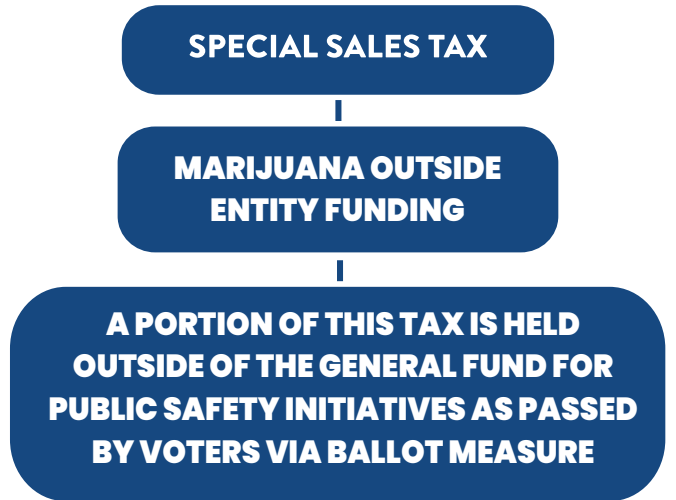 SPECIAL SALES TAX
MARIJUANA OUTSIDE
ENTITY FUNDING
A PORTION OF THIS TAX IS HELD
OUTSIDE OF THE GENERAL FUND FOR
PUBLIC SAFETY INITIATIVES AS PASSED
BY VOTERS VIA BALLOT MEASURE